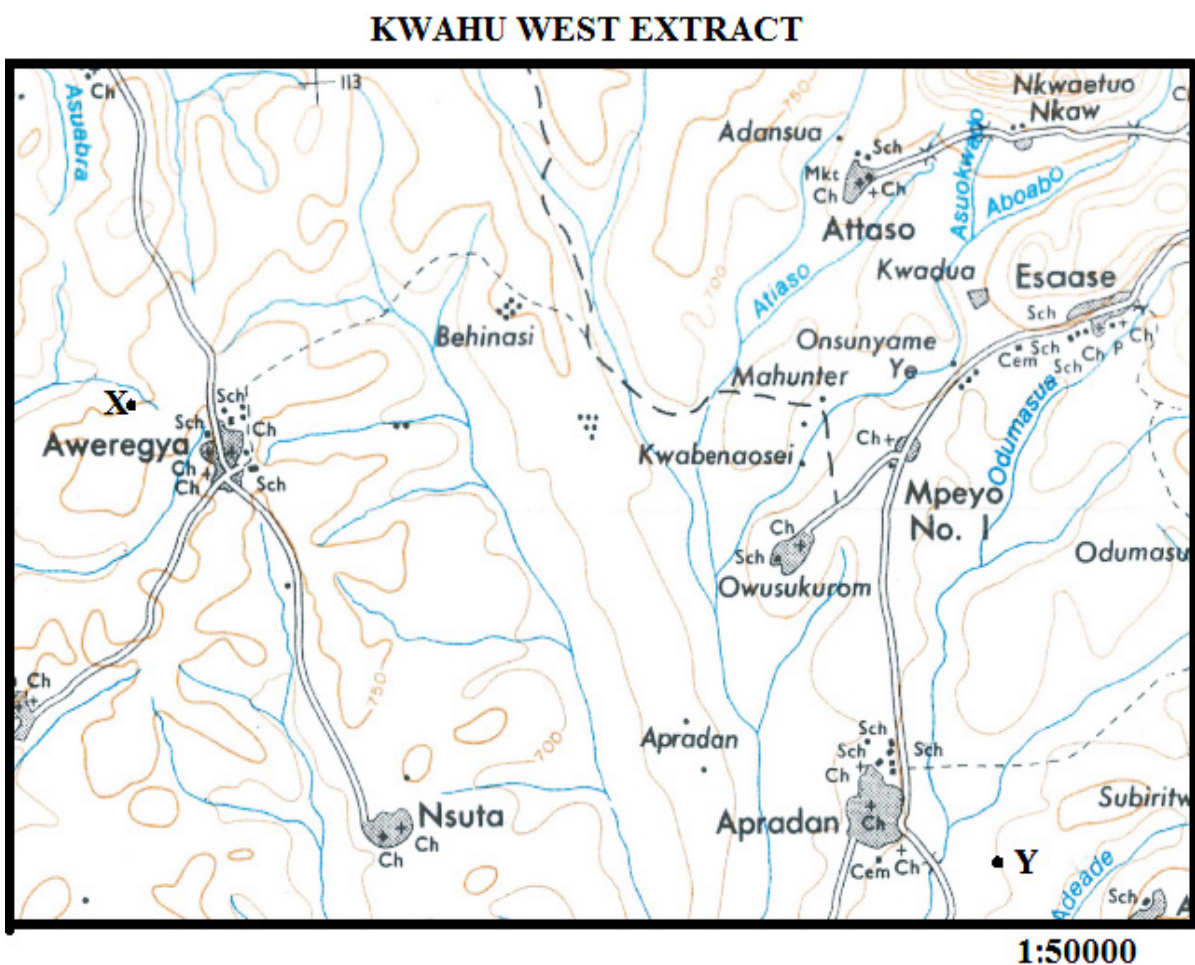 KWAHU WEST EXTRACT
Ch
113
Asuabra
750
Nkwaetuo
Nkaw
Adansua
Sch
Mkt
Ch
Ch
Attaso
Asuokwado
Aboabo
Atiaso
700
Kwadua
Esaase
Sch
Behinasi
Onsunyame
Ye
Cem
Sch
Sch
Ch
P
Ch
Mahunter
X
Sch
Sch
Ch
Aweregya
Ch
Ch
Sch
Kwabenaosei
Ch
Odumasua
Mpeyo
No. 1
Ch
Sch
Owusukurom
Odumasu
Ch
750
700
Apradan
Sch
Sch
Sch
Ch
Subiritw
Nsuta
Ch
Ch
Apradan
Ch
Cem
Ch
Y
Adeade
Sch
A
1:50000